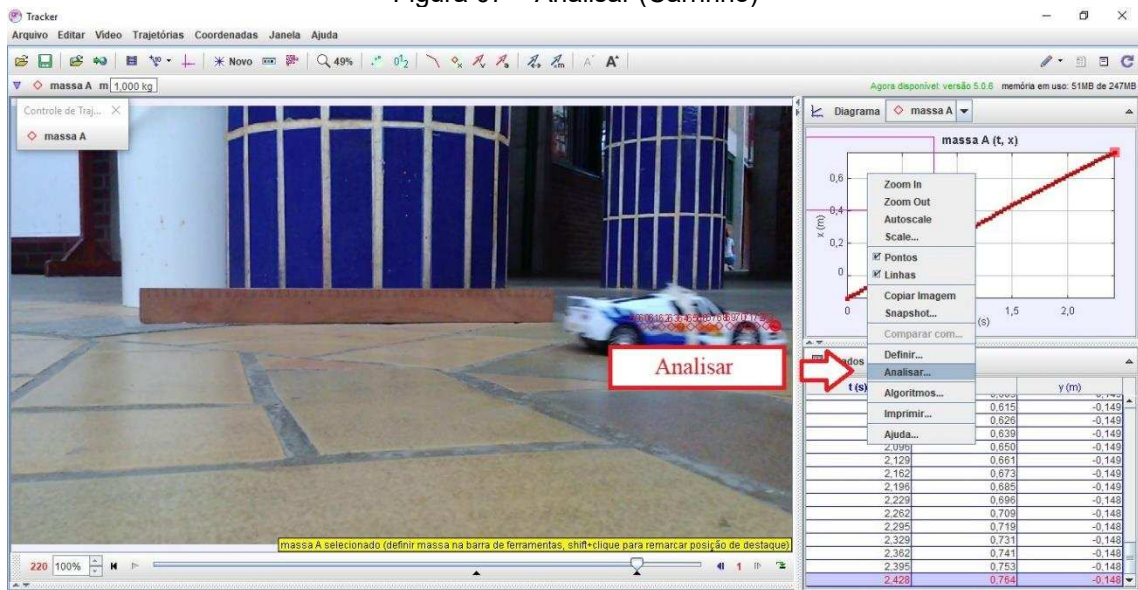 Tracker
Arquivo Editar Video Trajetórias Coordenadas Janela Ajuda
Novo 49%
massa A m 1,000 kg
Agora disponível: versão 5.0.6 memória em uso: 51MB de 247MB
Controle de Traj...
massa A
Diagrama massa A
massa A (t, x)
x (m)
0,6
0,4
0,2
0
0 1,5 2,0
(s)
Zoom In
Zoom Out
Autoscale
Scale...
Pontos
Linhas
Copiar Imagem
Snapshot...
Comparar com...
Definir...
Analisar...
Algoritmos...
Imprimir...
Ajuda...
Analisar
t (s) y (m)
0,615 -0,149
0,626 -0,149
0,639 -0,149
2,096 0,650 -0,149
2,129 0,661 -0,149
2,162 0,673 -0,149
2,196 0,685 -0,149
2,229 0,696 -0,148
2,262 0,709 -0,148
2,295 0,719 -0,148
2,329 0,731 -0,148
2,362 0,741 -0,148
2,395 0,753 -0,148
2,428 0,764 -0,148
massa A selecionado (definir massa na barra de ferramentas, shift+clique para remarcar posição de destaque)
220 100% 1